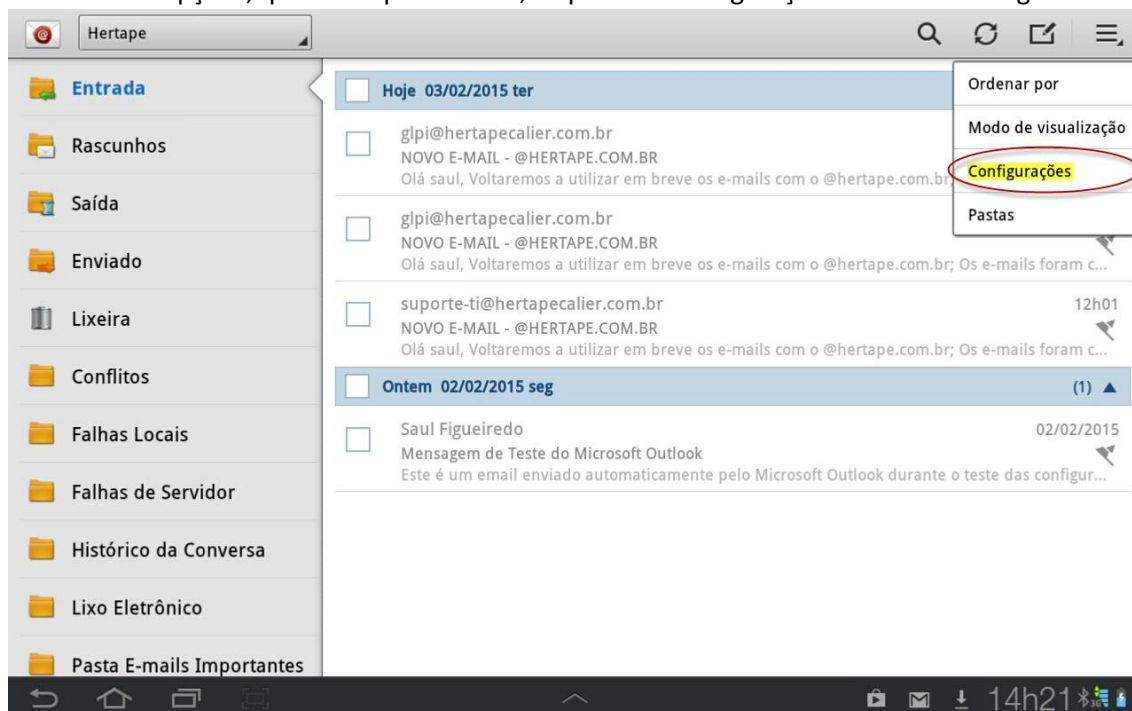 Hertape
Ordenar por
Modo de visualização
Configurações
Pastas
Entrada
Rascunhos
Saída
Enviado
Lixeira
Conflitos
Falhas Locais
Falhas de Servidor
Histórico da Conversa
Lixo Eletrônico
Pasta E-mails Importantes
Hoje 03/02/2015 ter
glpi@hertapecalier.com.br
NOVO E-MAIL - @HERTAPE.COM.BR
Olá saul, Voltaremos a utilizar em breve os e-mails com o @hertape.com.br;
glpi@hertapecalier.com.br
NOVO E-MAIL - @HERTAPE.COM.BR
Olá saul, Voltaremos a utilizar em breve os e-mails com o @hertape.com.br; Os e-mails foram c...
suporte-ti@hertapecalier.com.br 12h01
NOVO E-MAIL - @HERTAPE.COM.BR
Olá saul, Voltaremos a utilizar em breve os e-mails com o @hertape.com.br; Os e-mails foram c...
Ontem 02/02/2015 seg (1)
Saul Figueiredo 02/02/2015
Mensagem de Teste do Microsoft Outlook
Este é um email enviado automaticamente pelo Microsoft Outlook durante o teste das configur...
14h21
3G